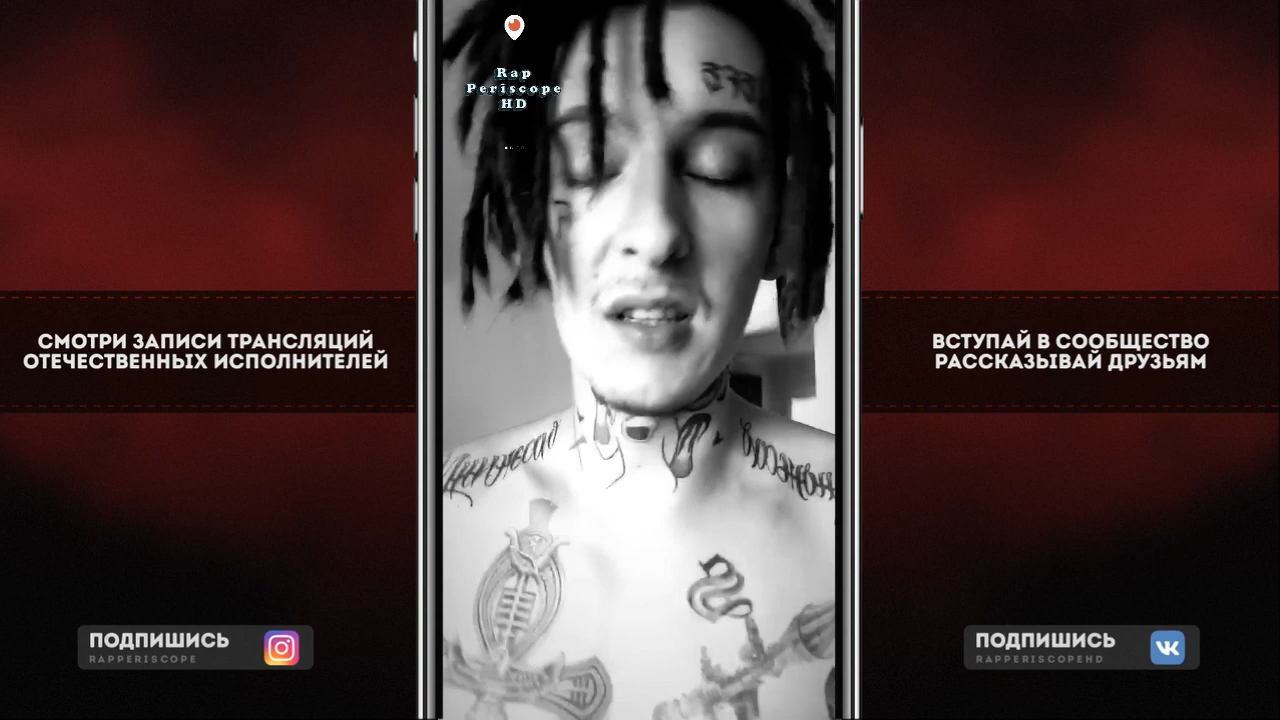 Rap
Periscope
HD
СМОТРИ ЗАПИСИ ТРАНСЛЯЦИЙ
ОТЕЧЕСТВЕННЫХ ИСПОЛНИТЕЛЕЙ
ВСТУПАЙ В СООБЩЕСТВО
РАССКАЗЫВАЙ ДРУЗЬЯМ
ПОДПИШИСЬ
RAPPERISCOPE
ПОДПИШИСЬ
RAPPERISCOPEHD